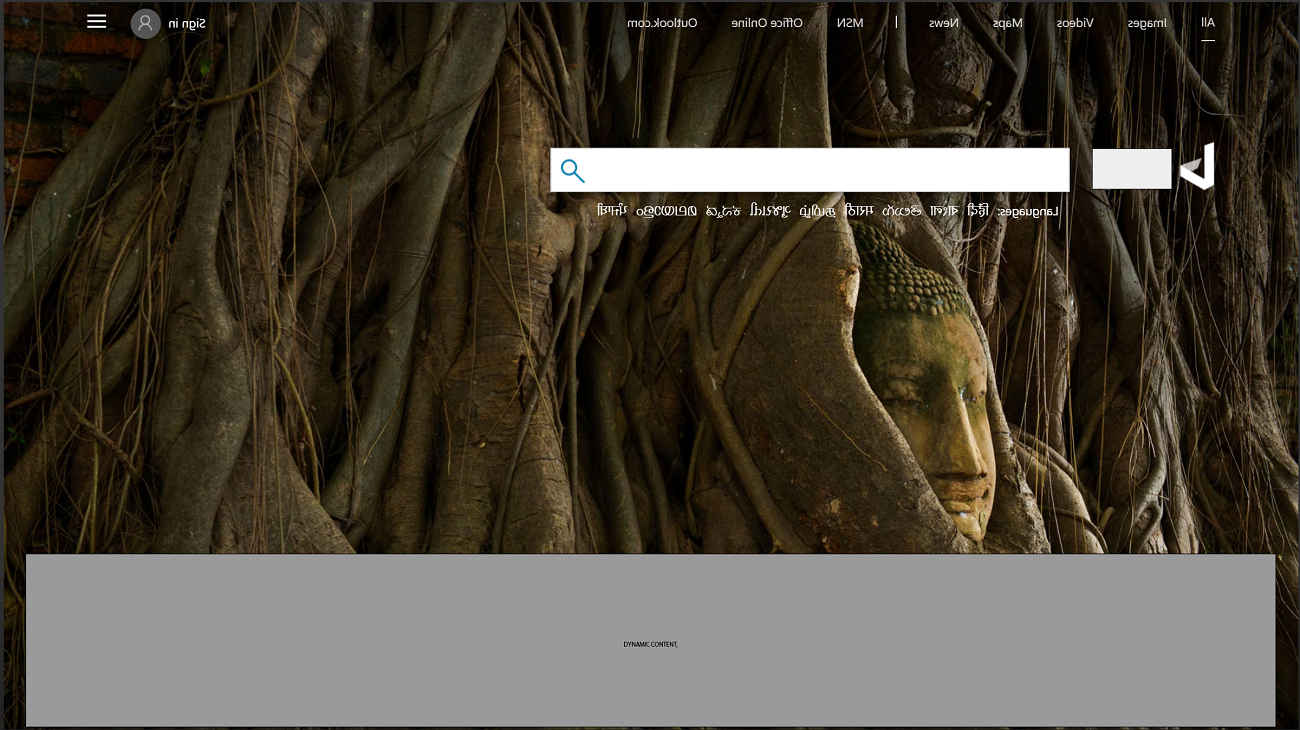 All Images Videos Maps News | MSN Office Online Outlook.com Sign in
Languages: हिंदी বাংলা తెలుగు मराठी தமிழ் ગુજરાતી ಕನ್ನಡ മലയാളം ਪੰਜਾਬੀ
DYNAMIC CONTENT,